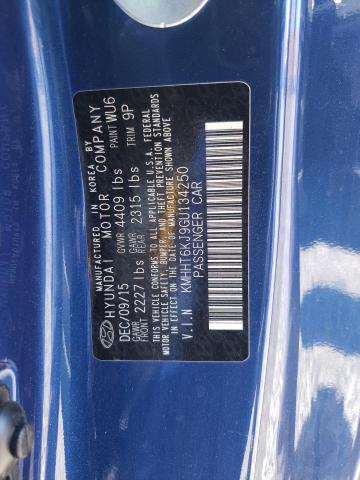 MANUFACTURED IN KOREA BY
HYUNDAI MOTOR COMPANY
DEC/09/15 GVWR 4409 lbs PAINT WU6
GAWR FRONT 2227 lbs GAWR REAR 2315 lbs TRIM 9P
THIS VEHICLE CONFORMS TO ALL APPLICABLE U.S.A. FEDERAL
MOTOR VEHICLE SAFETY, BUMPER, AND THEFT PREVENTION
STANDARDS IN EFFECT ON THE DATE OF MANUFACTURE SHOWN ABOVE
V.I.N KMHHT6KJ9GU134250
PASSENGER CAR